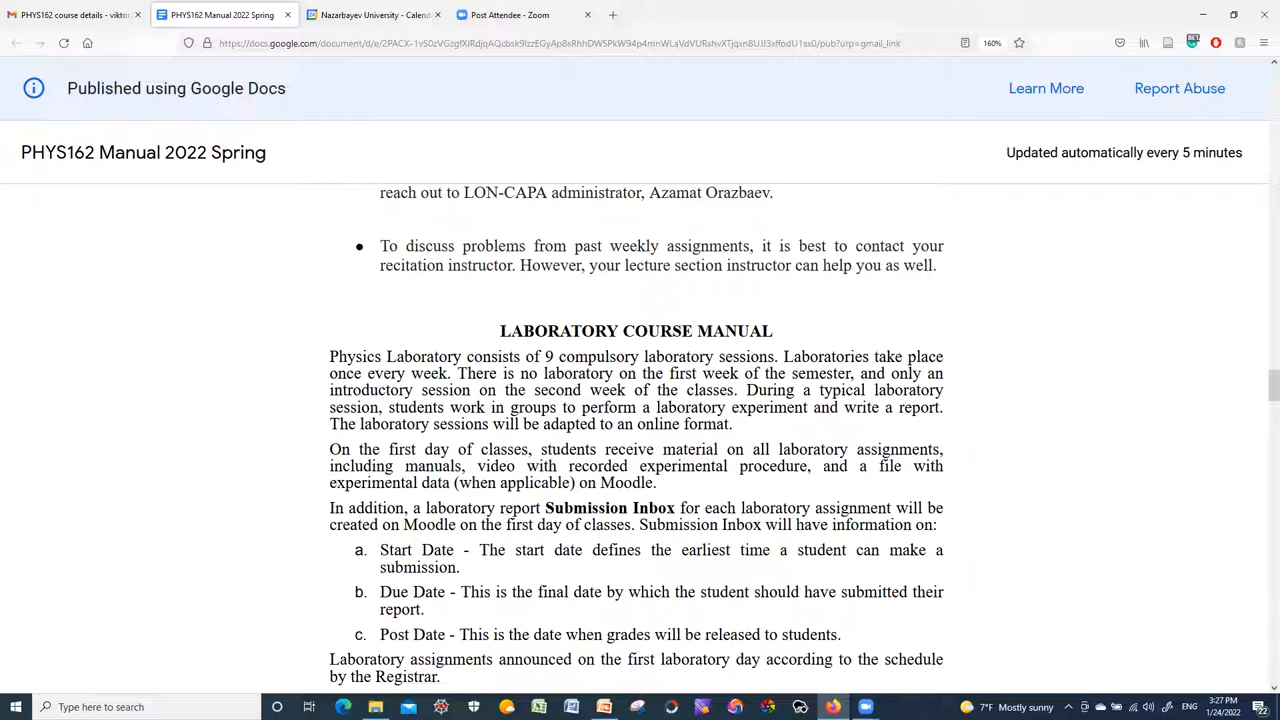 PHYS162 course details - viktor
PHYS162 Manual 2022 Spring
Nazarbayev University - Calend
Post Attendee - Zoom
160%
Published using Google Docs
Learn More
Report Abuse
PHYS162 Manual 2022 Spring
Updated automatically every 5 minutes
reach out to LON-CAPA administrator, Azamat Orazbaev.
● To discuss problems from past weekly assignments, it is best to contact your
recitation instructor. However, your lecture section instructor can help you as well.
LABORATORY COURSE MANUAL
Physics Laboratory consists of 9 compulsory laboratory sessions. Laboratories take place
once every week. There is no laboratory on the first week of the semester, and only an
introductory session on the second week of the classes. During a typical laboratory
session, students work in groups to perform a laboratory experiment and write a report.
The laboratory sessions will be adapted to an online format.
On the first day of classes, students receive material on all laboratory assignments,
including manuals, video with recorded experimental procedure, and a file with
experimental data (when applicable) on Moodle.
In addition, a laboratory report Submission Inbox for each laboratory assignment will be
created on Moodle on the first day of classes. Submission Inbox will have information on:
a. Start Date - The start date defines the earliest time a student can make a
submission.
b. Due Date - This is the final date by which the student should have submitted their
report.
c. Post Date - This is the date when grades will be released to students.
Laboratory assignments announced on the first laboratory day according to the schedule
by the Registrar.
Type here to search
7°F Mostly sunny
3:27 PM
1/24/2022
22